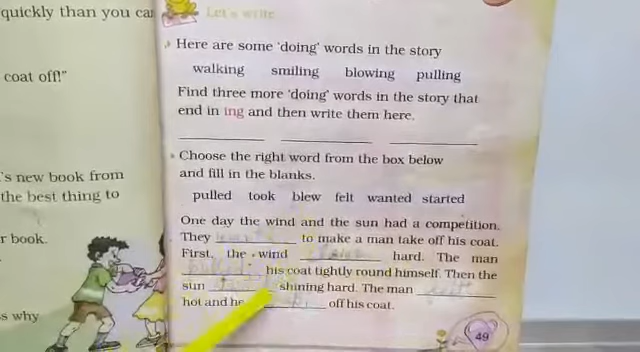 quickly than you
coat off!"
's new book from
the best thing to
r book.
s why
Let's write
Here are some 'doing' words in the story
walking smiling blowing pulling
Find three more 'doing' words in the story that
end in ing and then write them here.
Choose the right word from the box below
and fill in the blanks.
pulled took blew felt wanted started
One day the wind and the sun had a competition.
They to make a man take off his coat.
First, the wind hard. The man
his coat tightly round himself. Then the
sun shining hard. The man
hot and he off his coat.
49